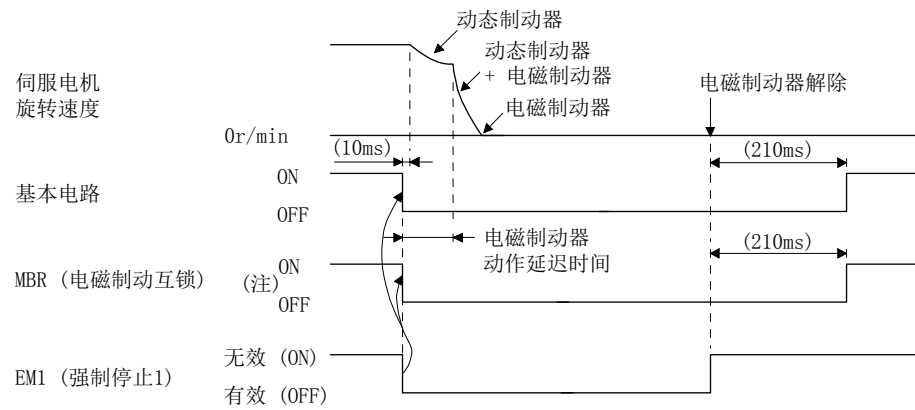 动态制动器
动态制动器
+ 电磁制动器
电磁制动器
电磁制动器解除
伺服电机
旋转速度
0r/min
(10ms)
(210ms)
基本电路
ON
OFF
电磁制动器
动作延迟时间
(210ms)
MBR (电磁制动互锁)
(注)
ON
OFF
EM1 (强制停止1)
无效 (ON)
有效 (OFF)